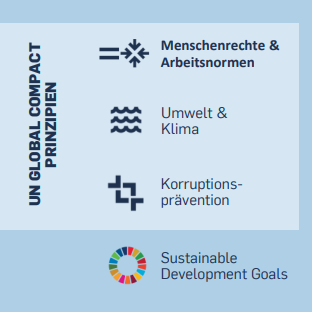 UN GLOBAL COMPACT
PRINZIPIEN
Menschenrechte &
Arbeitsnormen
Umwelt &
Klima
Korruptions-
prävention
Sustainable
Development Goals